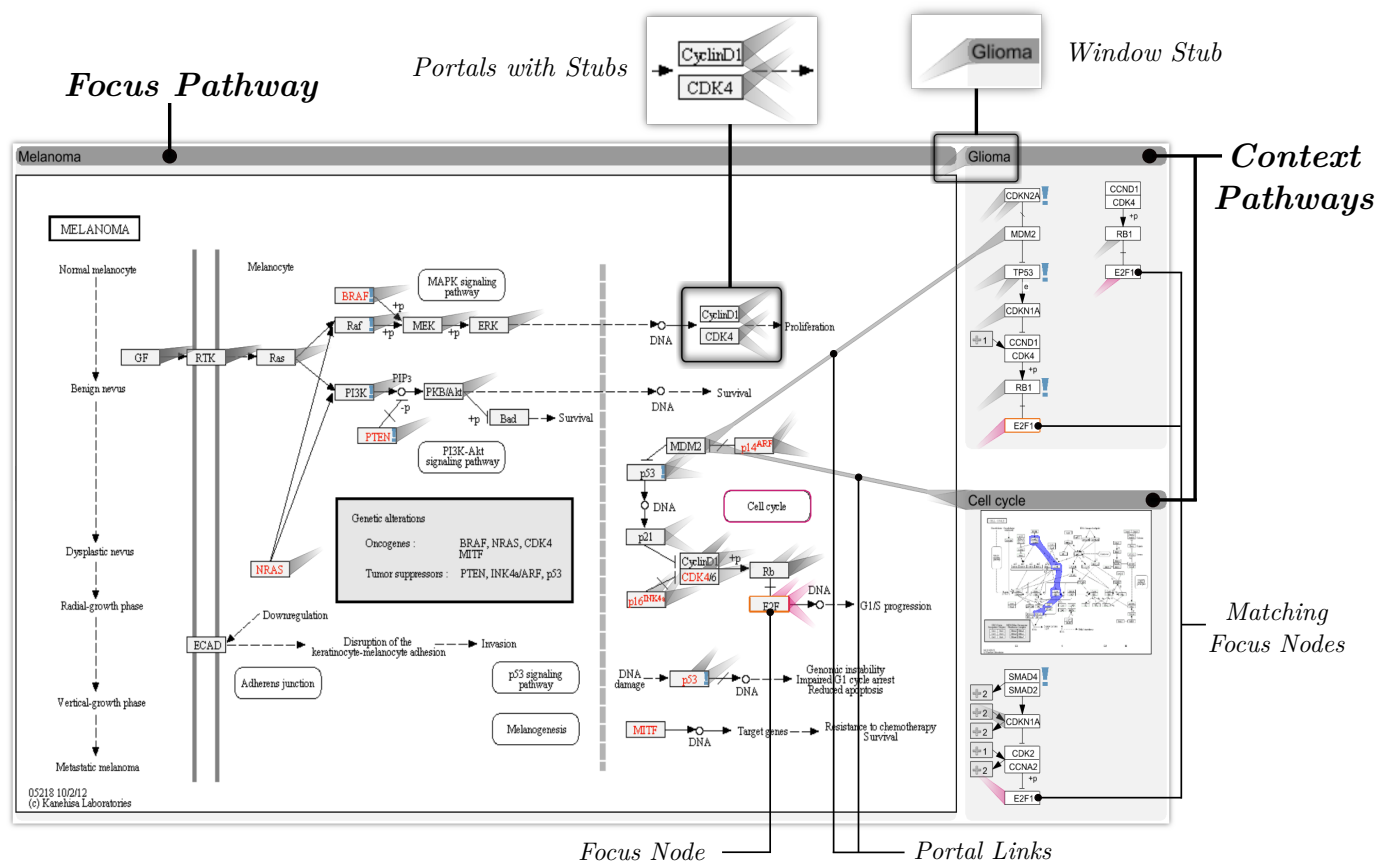 CyclinD1
CDK4
Portals with Stubs
Glioma
Window Stub
Focus Pathway
Melanoma
Glioma
Context
Pathways
MELANOMA
Normal melanocyte
Benign nevus
Dysplastic nevus
Radial-growth phase
Vertical-growth phase
Metastatic melanoma
05218 10/2/12
(c) Kanehisa Laboratories
Melanocyte
MAPK signaling
pathway
BRAF
+p
Raf
+p
MEK
+p
ERK
DNA
CyclinD1
CDK4
Proliferation
GF
RTK
Ras
PI3K
PIP3
-p
PKB/Akt
DNA
Survival
+p
Bad
Survival
PTEN
PI3K-Akt
signaling pathway
MDM2
p14ARF
p53
DNA
Cell cycle
p21
Genetic alterations
Oncogenes : BRAF, NRAS, CDK4
MITF
Tumor suppressors : PTEN, INK4a/ARF, p53
NRAS
CyclinD1
CDK4/6
+p
Rb
p16INK4a
E2F
DNA
G1/S progression
Downregulation
ECAD
Disruption of the
keratinocyte-melanocyte adhesion
Invasion
Adherens junction
p53 signaling
pathway
Melanogenesis
DNA
damage
p53
DNA
Genomic instability
Impaired G1 cycle arrest
Reduced apoptosis
MITF
DNA
Target genes
Resistance to chemotherapy
Survival
CDKN2A
MDM2
TP53
e
CDKN1A
1
CCND1
CDK4
+p
RB1
E2F1
CCND1
CDK4
+p
RB1
E2F1
Cell cycle
SMAD4
SMAD2
2
2
CDKN1A
2
1
CDK2
2
CCNA2
+p
E2F1
Matching
Focus Nodes
Focus Node
Portal Links